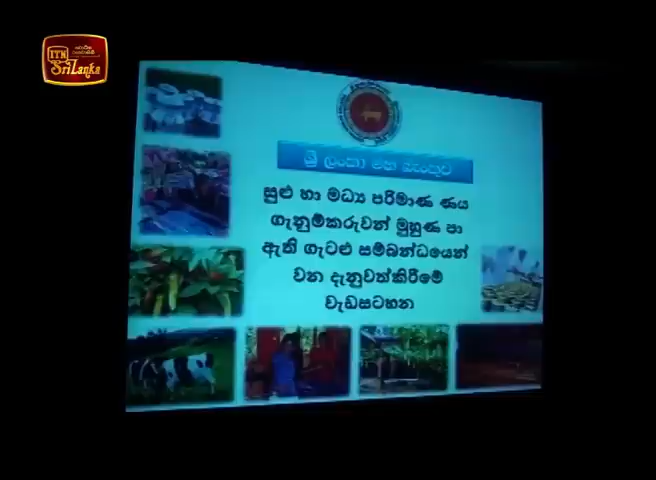 ITN
Sri Lanka
ශ්‍රී ලංකා මහ බැංකුව
සුළු හා මධ්‍ය පරිමාණ ණය
ගැනුම්කරුවන් මුහුණ පා
ඇති ගැටළු සම්බන්ධයෙන්
වන දැනුවත්කිරීමේ
වැඩසටහන